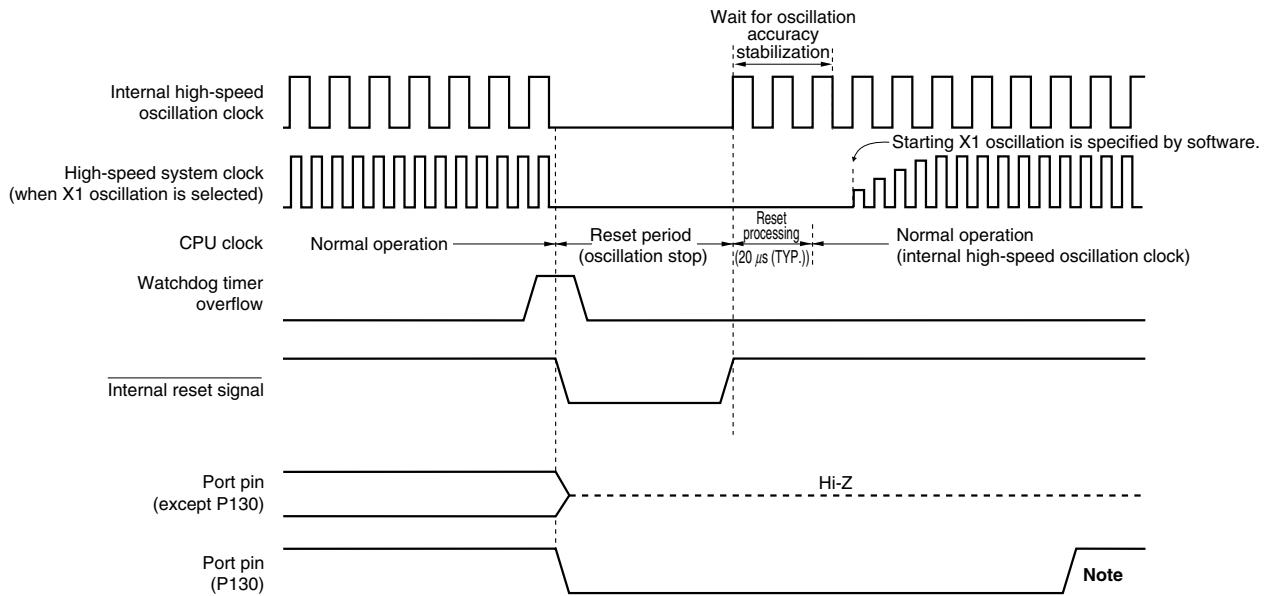 Wait for oscillation
accuracy
stabilization
Internal high-speed
oscillation clock
Starting X1 oscillation is specified by software.
High-speed system clock
(when X1 oscillation is selected)
CPU clock
Normal operation
Reset period
(oscillation stop)
Reset
processing
(20 μs (TYP.))
Normal operation
(internal high-speed oscillation clock)
Watchdog timer
overflow
Internal reset signal
Port pin
(except P130)
Hi-Z
Port pin
(P130)
Note